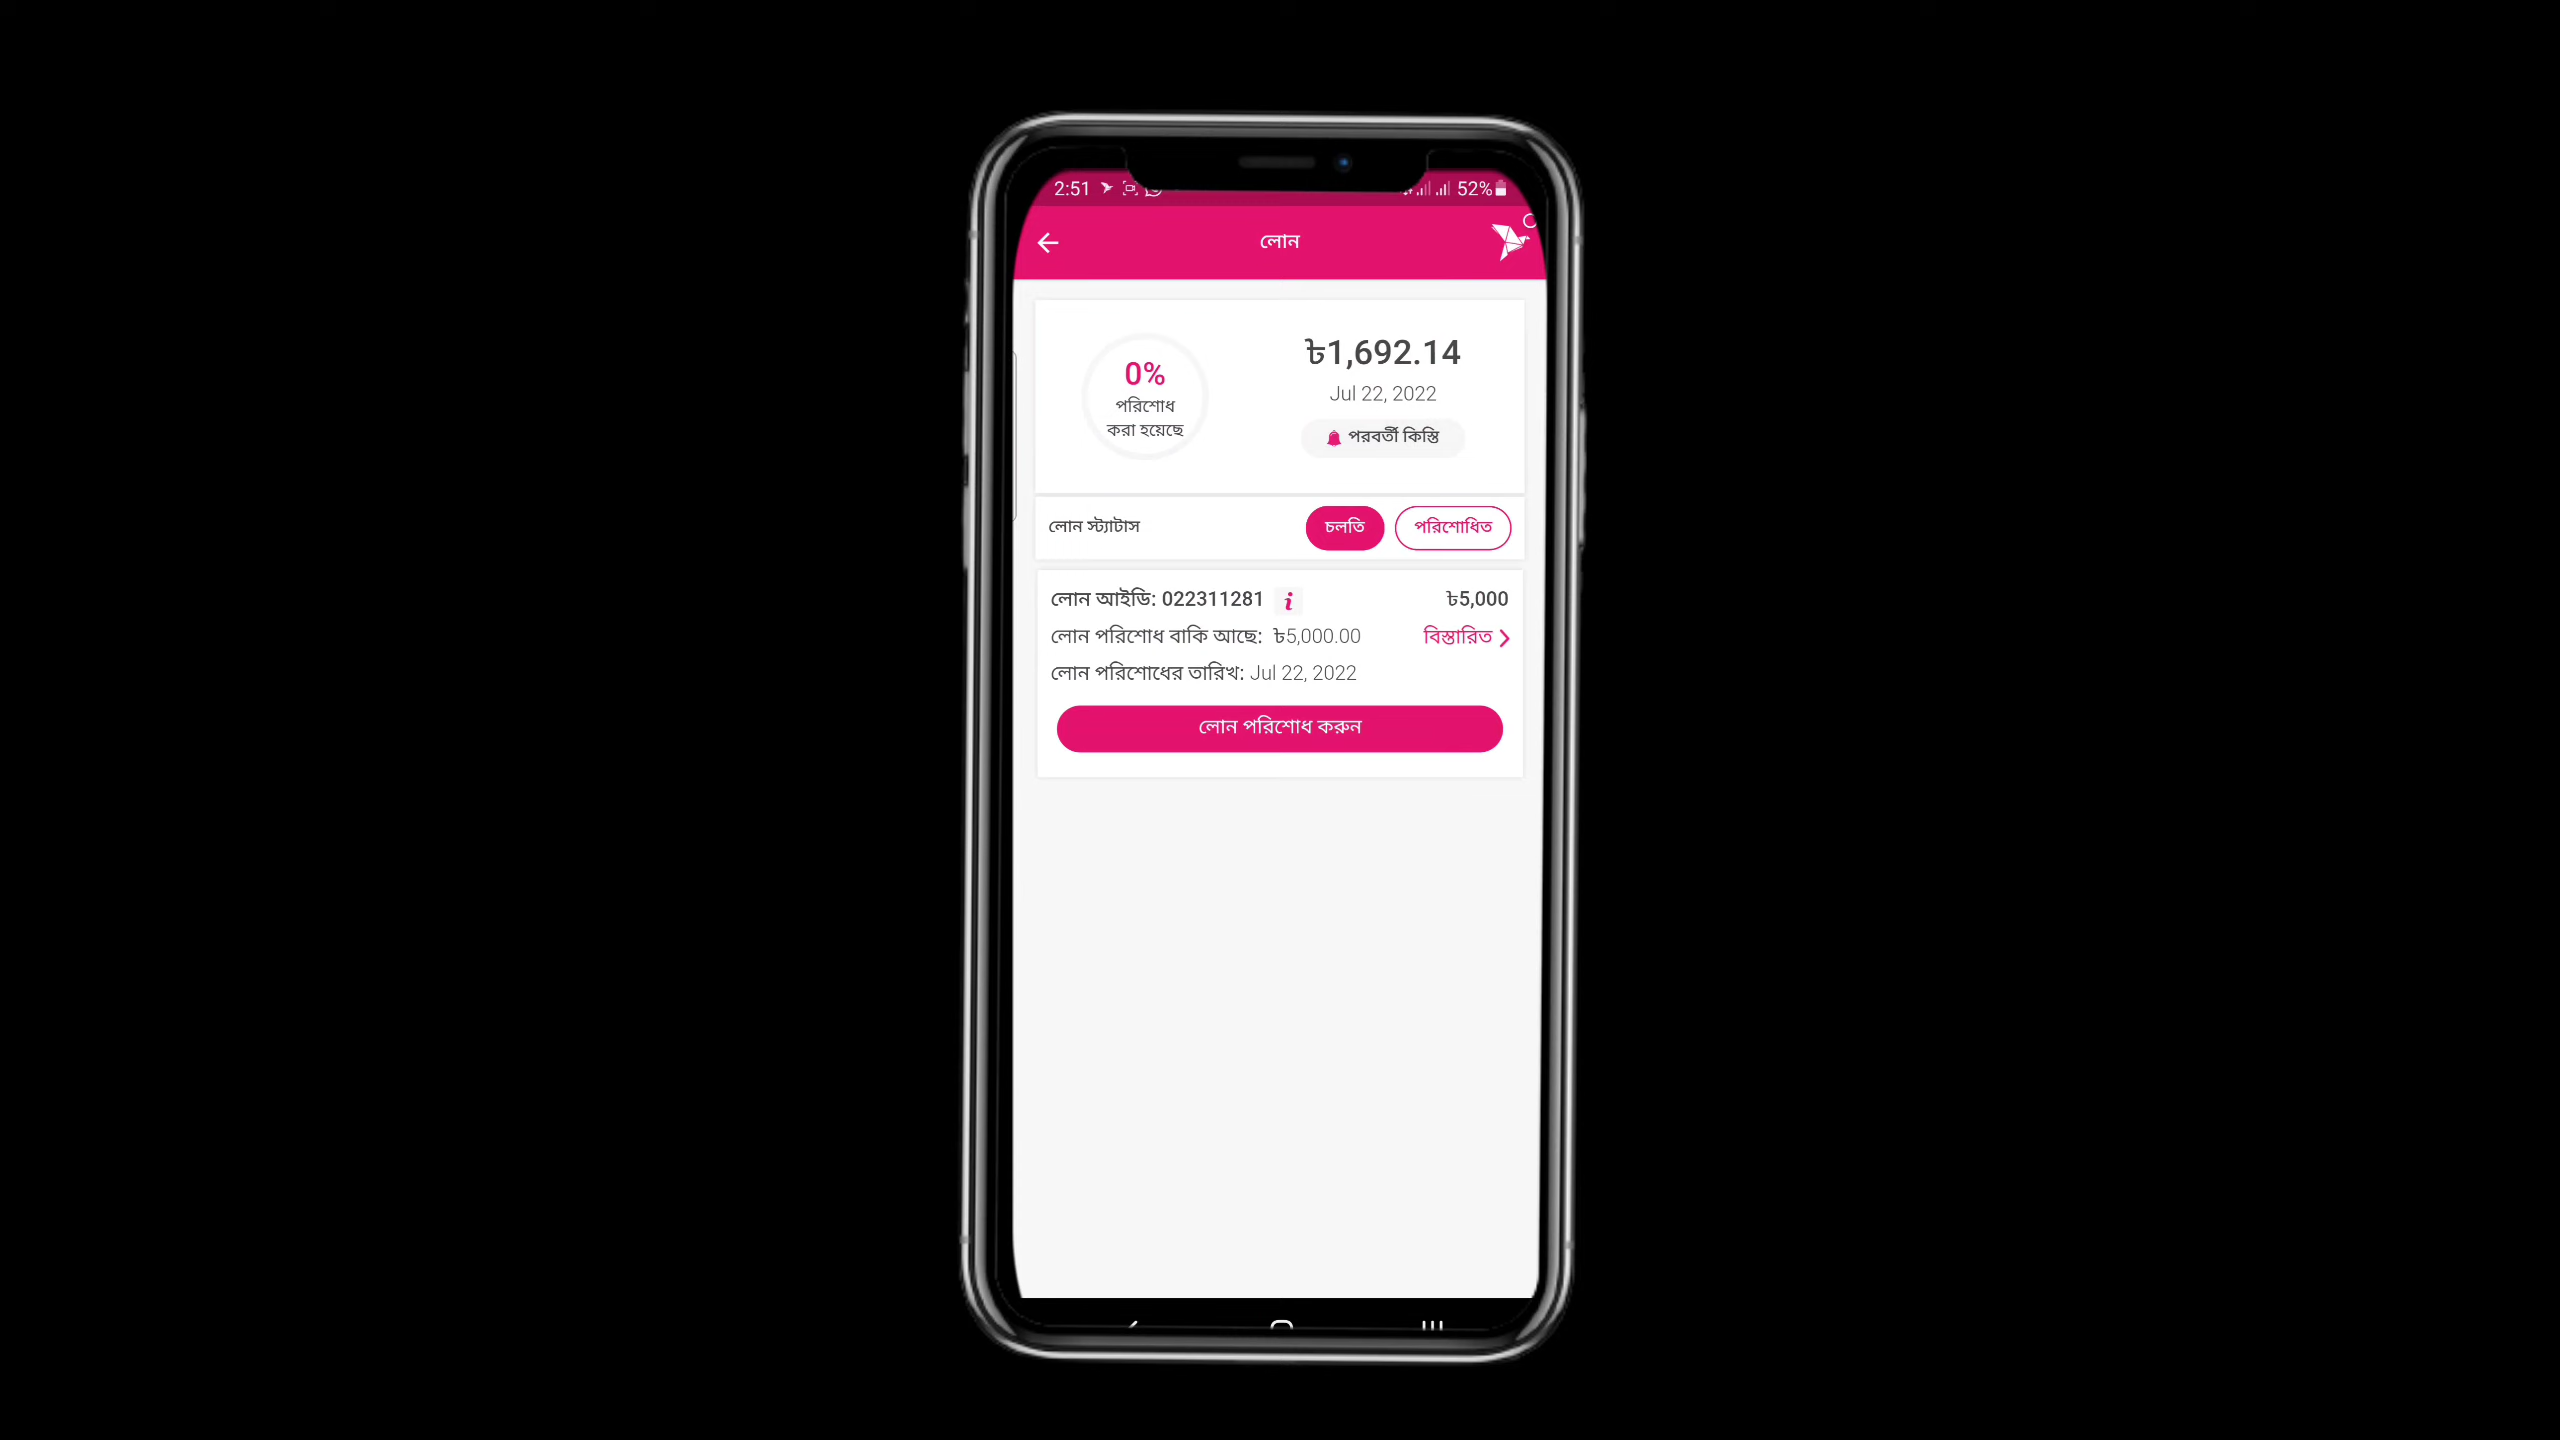 2:51
52%
লোন
0%
পরিশোধ
করা হয়েছে
৳1,692.14
Jul 22, 2022
পরবর্তী কিস্তি
লোন স্ট্যাটাস
চলতি
পরিশোধিত
লোন আইডি: 022311281 i
৳5,000
লোন পরিশোধ বাকি আছে: ৳5,000.00
বিস্তারিত
লোন পরিশোধের তারিখ: Jul 22, 2022
লোন পরিশোধ করুন